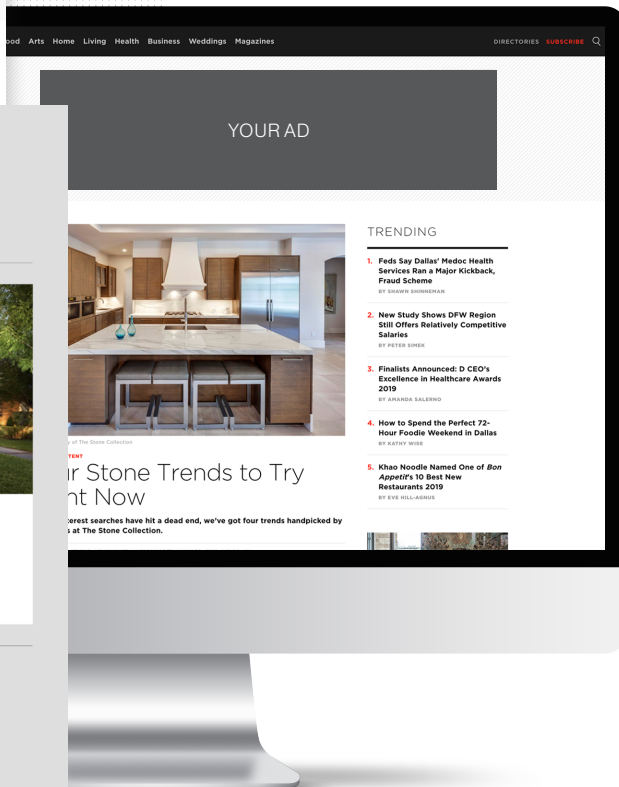 Arts Home Living Health Business Weddings Magazines DIRECTORIES SUBSCRIBE
YOUR AD
TRENDING
1. Feds Say Dallas' Medoc Health
Services Ran a Major Kickback,
Fraud Scheme
BY SHAWN SHINNEMAN
2. New Study Shows DFW Region
Still Offers Relatively Competitive
Salaries
BY PETER SIMEK
3. Finalists Announced: D CEO's
Excellence in Healthcare Awards
2019
BY AMANDA SALERNO
4. How to Spend the Perfect 72-
Hour Foodie Weekend in Dallas
BY KATHY WISE
5. Khao Noodle Named One of Bon
Appetit's 10 Best New
Restaurants 2019
BY EVE HILL-AGNUS
of The Stone Collection
Stone Trends to Try
Now
searches have hit a dead end, we've got four trends handpicked by
at The Stone Collection.